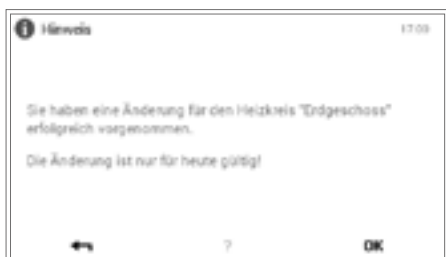 Hinweis
17:03
Sie haben eine Änderung für den Heizkreis "Erdgeschoss"
erfolgreich vorgenommen.
Die Änderung ist nur für heute gültig!
?
OK